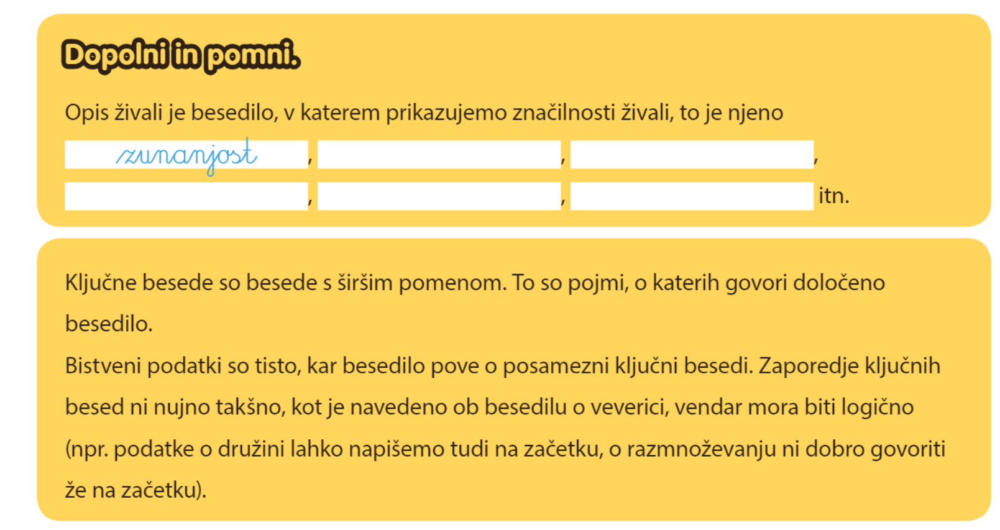 Dopolni in pomni.
Opis živali je besedilo, v katerem prikazujemo značilnosti živali, to je njeno
zunanjost, , ,
, , itn.
Ključne besede so besede s širšim pomenom. To so pojmi, o katerih govori določeno
besedilo.
Bistveni podatki so tisto, kar besedilo pove o posamezni ključni besedi. Zaporedje ključnih
besed ni nujno takšno, kot je navedeno ob besedilu o veverici, vendar mora biti logično
(npr. podatke o družini lahko napišemo tudi na začetku, o razmnoževanju ni dobro govoriti
že na začetku).